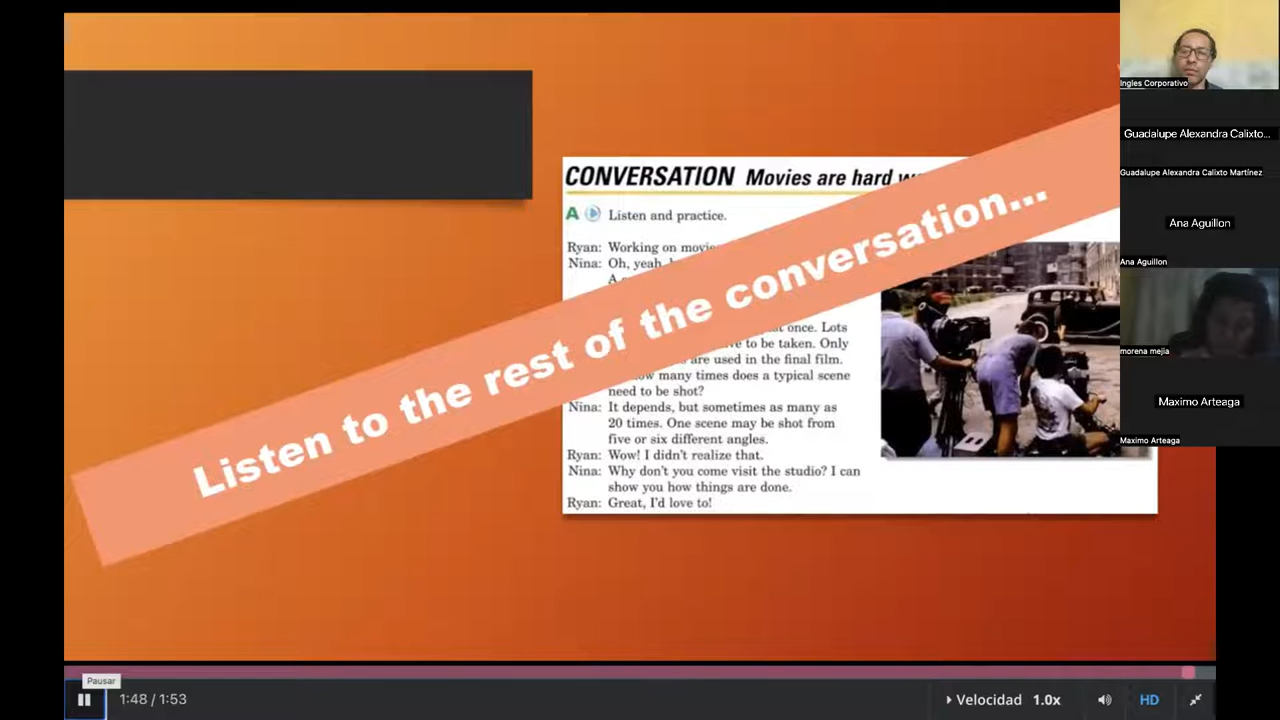 CONVERSATION Movies are hard
A Listen and practice.
Ryan: Working on
Nina: Oh, yeah,
once. Lots
to be taken. Only
are used in the final film.
many times does a typical scene
need to be shot?
Nina: It depends, but sometimes as many as
20 times. One scene may be shot from
five or six different angles.
Ryan: Wow! I didn't realize that.
Nina: Why don't you come visit the studio? I can
show you how things are done.
Ryan: Great, I'd love to!
Listen to the rest of the conversation...
Ingles Corporativo
Guadalupe Alexandra Calixto...
Guadalupe Alexandra Calixto Martínez
Ana Aguillon
Ana Aguillon
morena mejia
Maximo Arteaga
Maximo Arteaga
Pausar
1:48 / 1:53
Velocidad 1.0x
HD